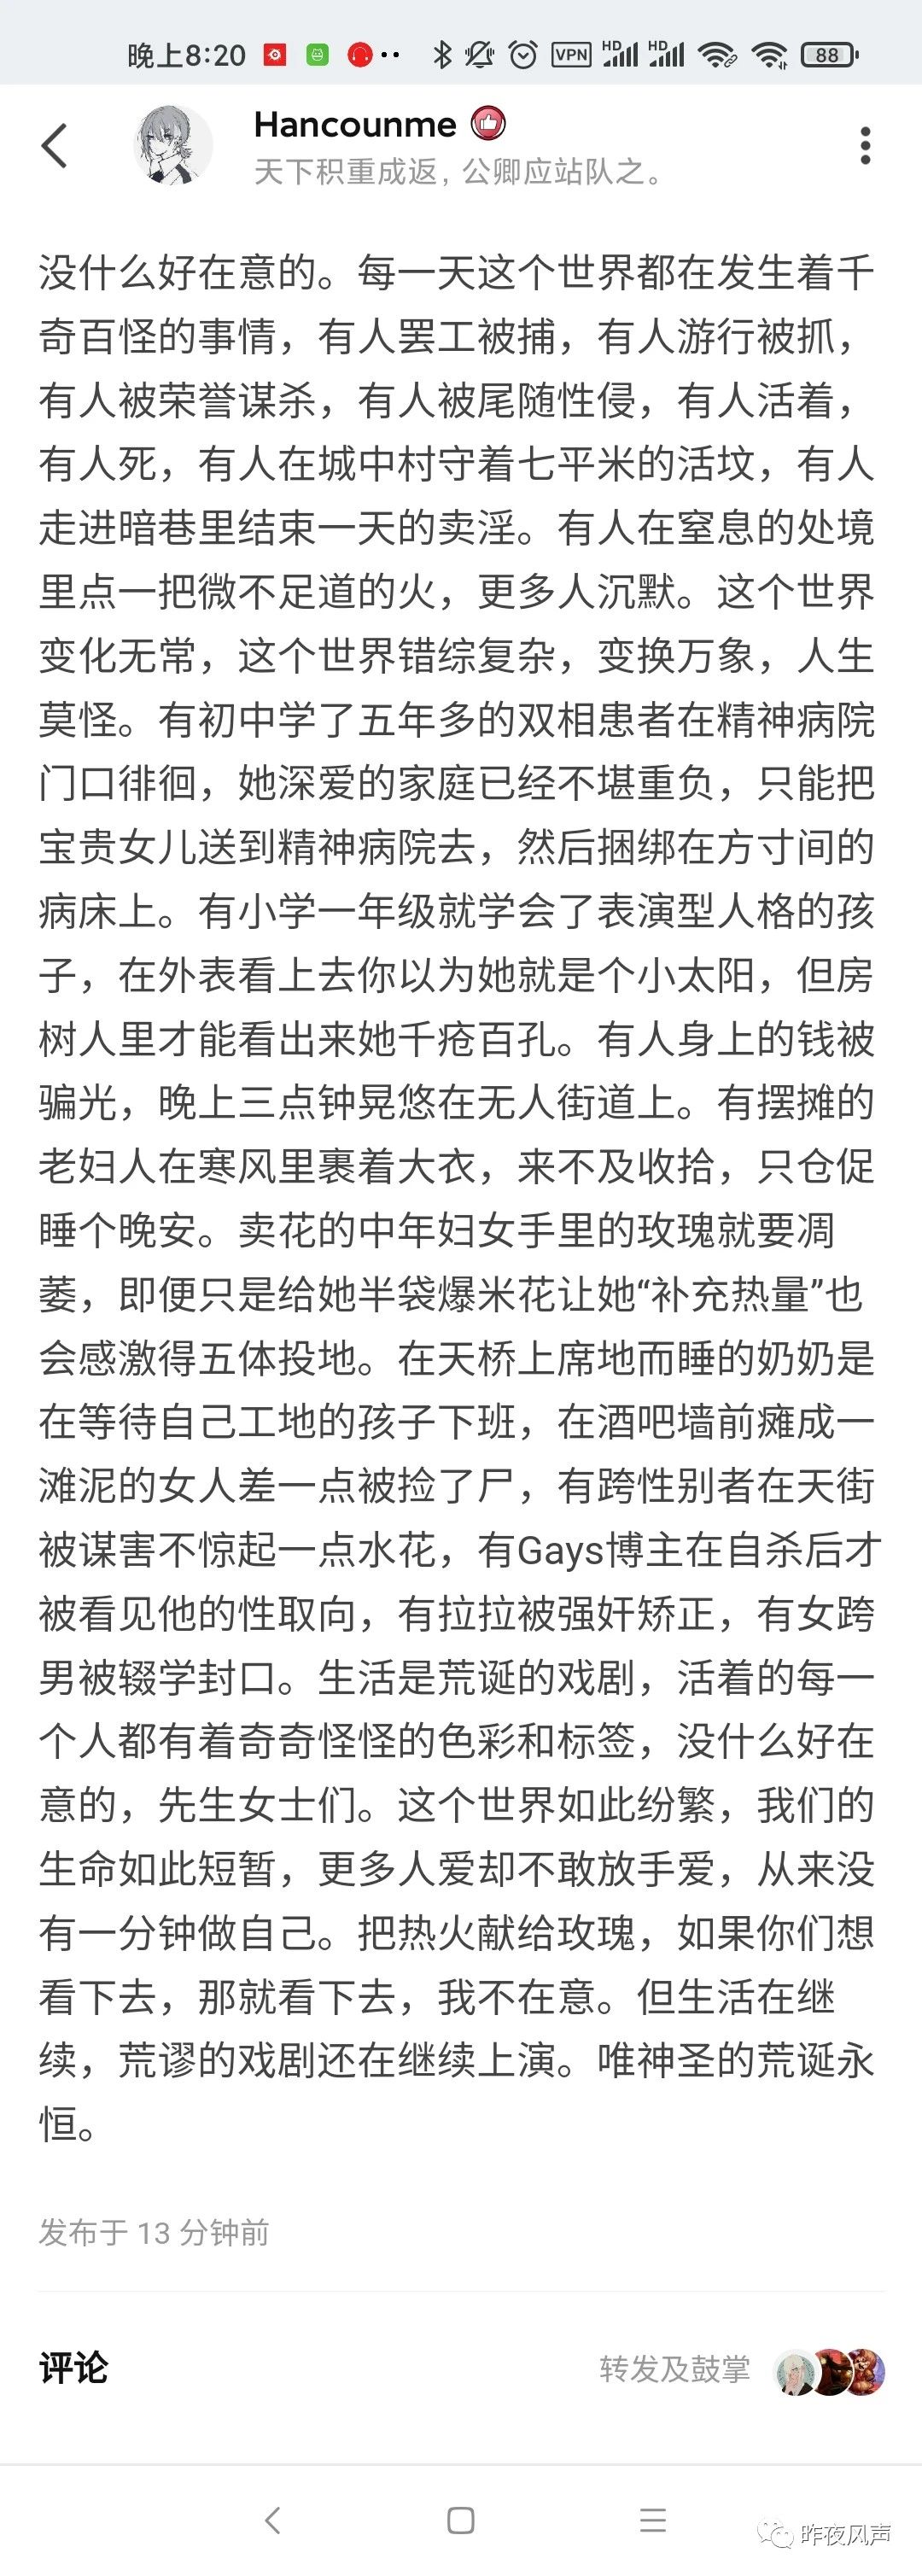 晚上8:20
VPN
HD
HD
88
Hancounme
天下积重成返, 公卿应站队之。
没什么好在意的。每一天这个世界都在发生着千
奇百怪的事情，有人罢工被捕，有人游行被抓，
有人被荣誉谋杀，有人被尾随性侵，有人活着，
有人死，有人在城中村守着七平米的活坟，有人
走进暗巷里结束一天的卖淫。有人在窒息的处境
里点一把微不足道的火，更多人沉默。这个世界
变化无常，这个世界错综复杂，变换万象，人生
莫怪。有初中学了五年多的双相患者在精神病院
门口徘徊，她深爱的家庭已经不堪重负，只能把
宝贵女儿送到精神病院去，然后捆绑在方寸间的
病床上。有小学一年级就学会了表演型人格的孩
子，在外表看上去你以为她就是个小太阳，但房
树人里才能看出来她千疮百孔。有人身上的钱被
骗光，晚上三点钟晃悠在无人街道上。有摆摊的
老妇人在寒风里裹着大衣，来不及收拾，只仓促
睡个晚安。卖花的中年妇女手里的玫瑰就要凋
萎，即便只是给她半袋爆米花让她“补充热量”也
会感激得五体投地。在天桥上席地而睡的奶奶是
在等待自己工地的孩子下班，在酒吧墙前瘫成一
滩泥的女人差一点被捡了尸，有跨性别者在天街
被谋害不惊起一点水花，有Gays博主在自杀后才
被看见他的性取向，有拉拉被强奸矫正，有女跨
男被辍学封口。生活是荒诞的戏剧，活着的每一
个人都有着奇奇怪怪的色彩和标签，没什么好在
意的，先生女士们。这个世界如此纷繁，我们的
生命如此短暂，更多人爱却不敢放手爱，从来没
有一分钟做自己。把热火献给玫瑰，如果你们想
看下去，那就看下去，我不在意。但生活在继
续，荒谬的戏剧还在继续上演。唯神圣的荒诞永
恒。
发布于 13 分钟前
评论
转发及鼓掌
昨夜风声